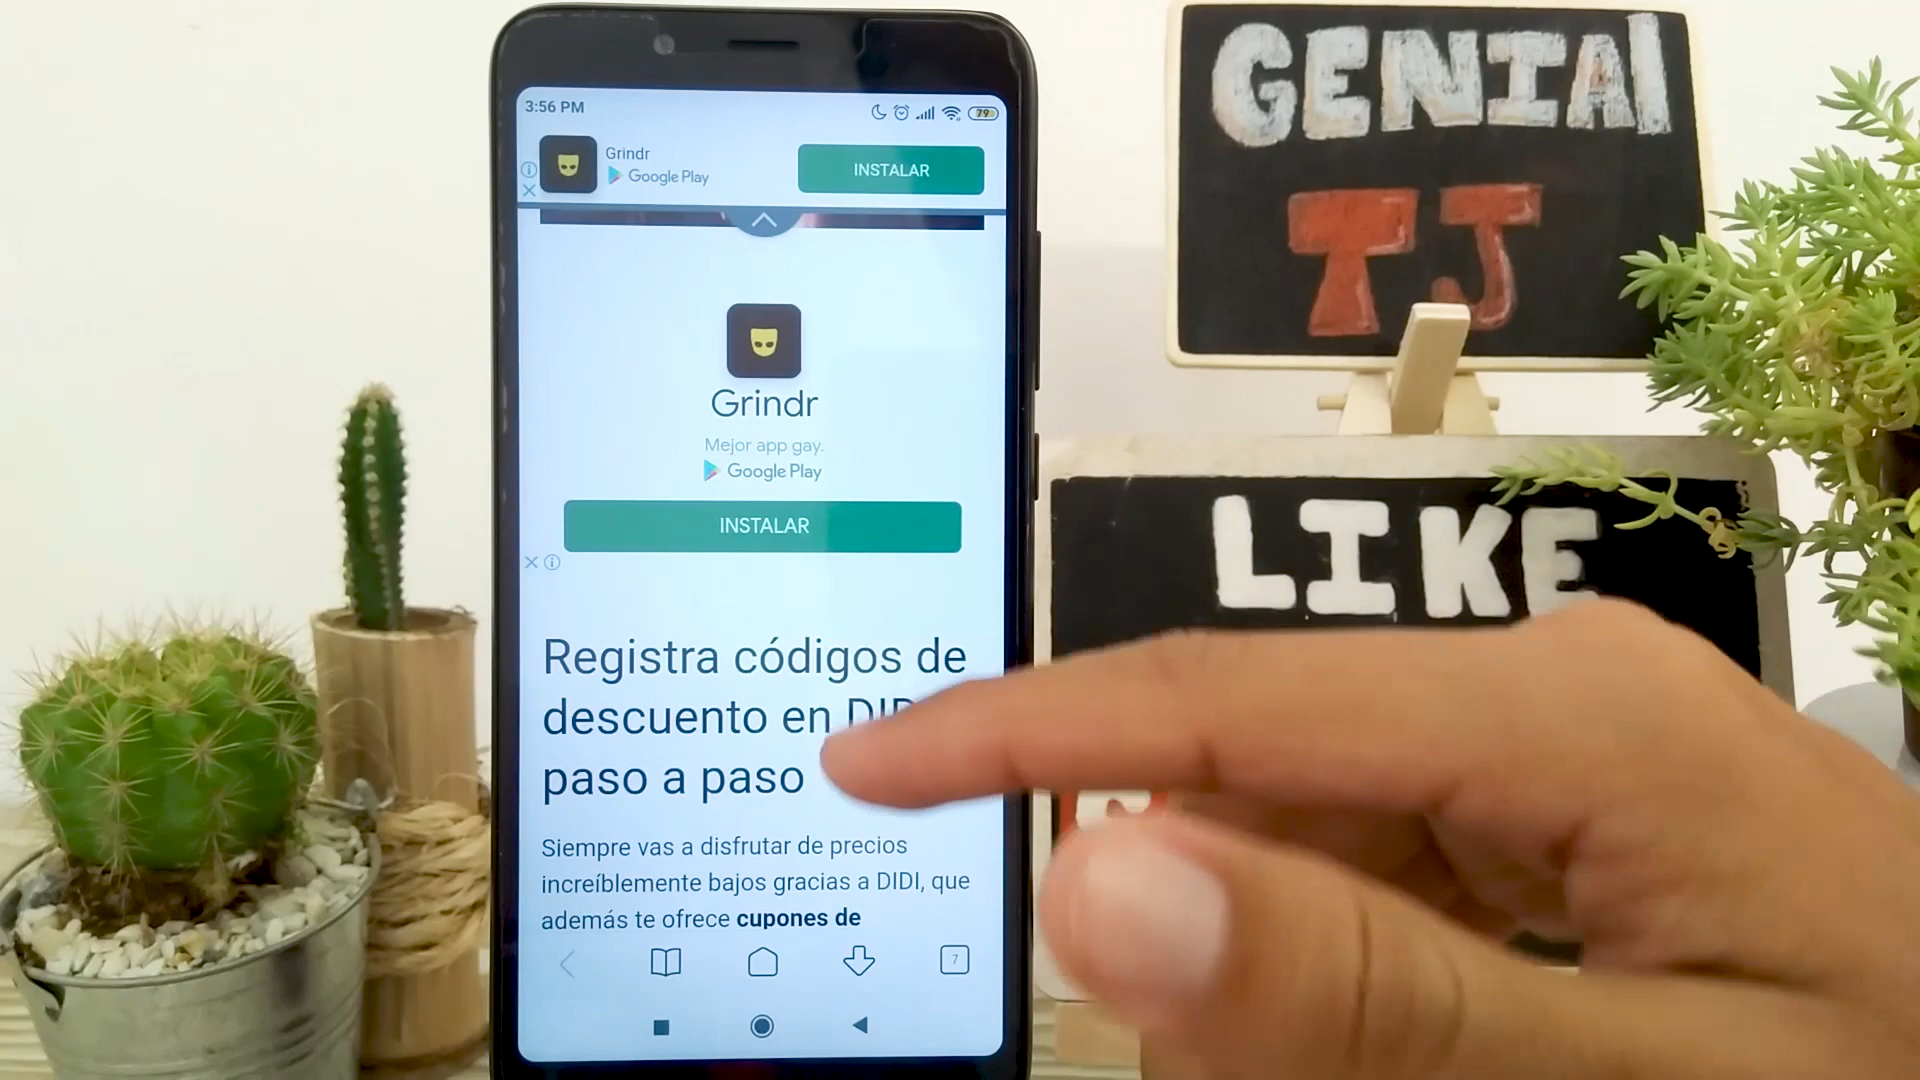 3:56 PM
79
Grindr
Google Play
INSTALAR
Grindr
Mejor app gay.
Google Play
INSTALAR
Registra códigos de
descuento en
paso a paso
Siempre vas a disfrutar de precios
increíblemente bajos gracias a DIDI, que
además te ofrece cupones de
7
GENIAl
TJ
LIKE